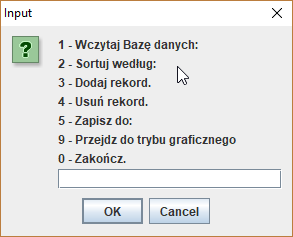 Input
1 - Wczytaj Bazę danych:
2 - Sortuj według:
3 - Dodaj rekord.
4 - Usuń rekord.
5 - Zapisz do:
9 - Przejdz do trybu graficznego
0 - Zakończ.
OK Cancel